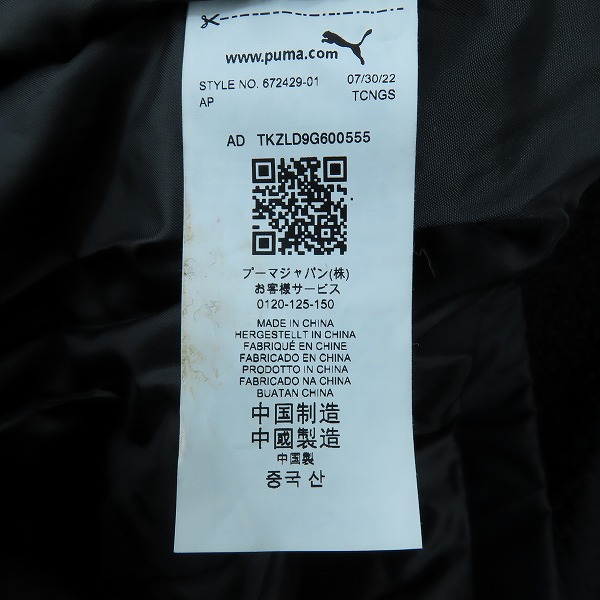 www.puma.com
STYLE NO. 672429-01 07/30/22
AP TCNGS
AD TKZLD9G600555
プーマジャパン(株)
お客様サービス
0120-125-150
MADE IN CHINA
HERGESTELLT IN CHINA
FABRIQUÉ EN CHINE
FABRICADO EN CHINA
PRODOTTO IN CHINA
FABRICADO NA CHINA
BUATAN CHINA
中国制造
中國製造
中国製
중국 산